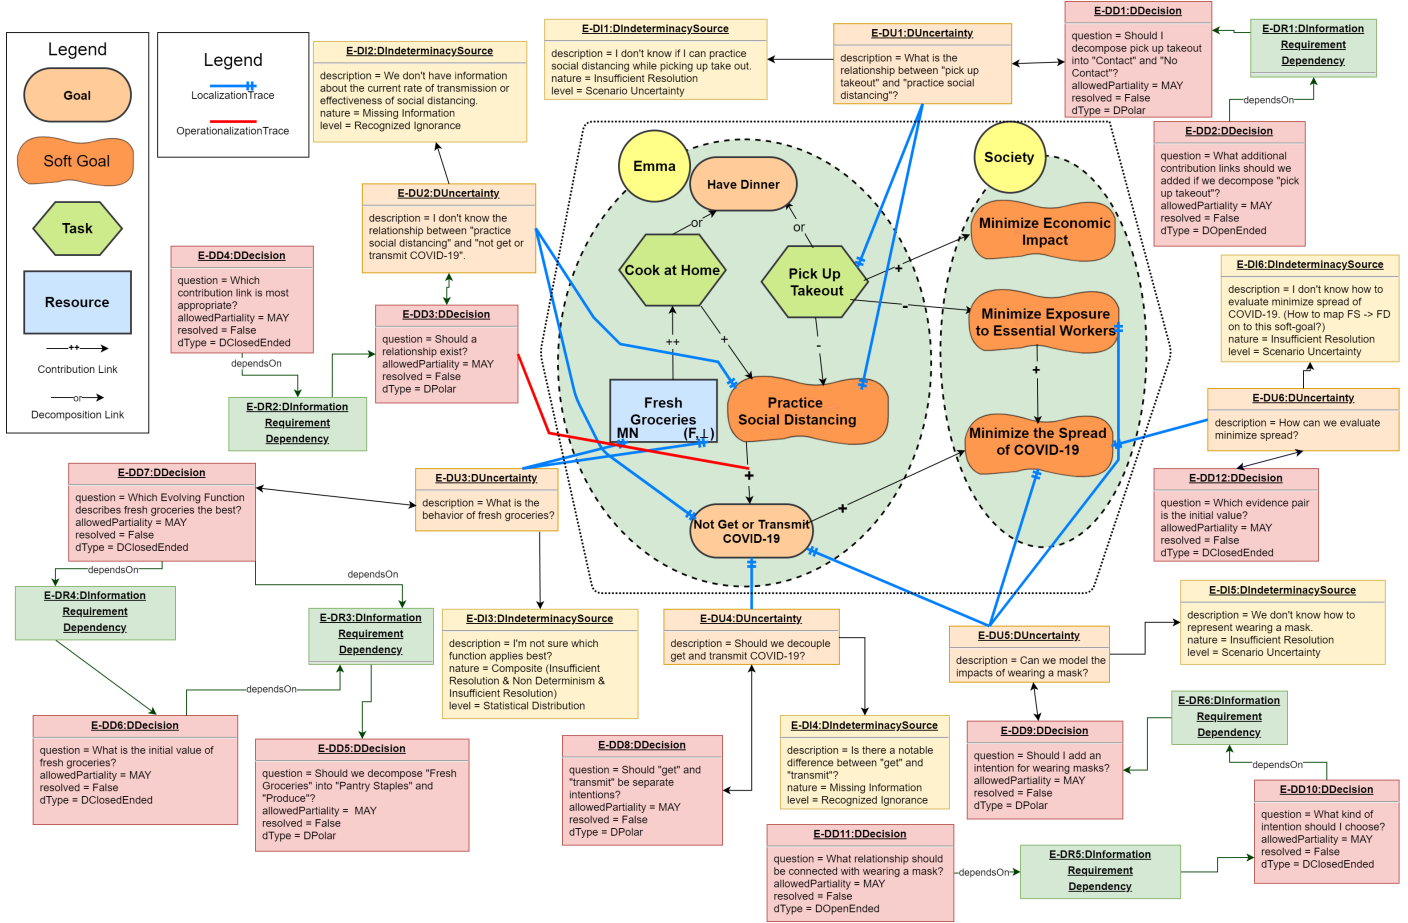 Legend
Goal
Soft Goal
Task
Resource
++
Contribution Link
or
Decomposition Link
Legend
LocalizationTrace
OperationalizationTrace
E-DI2:DIndeterminacySource
description = We don't have information
about the current rate of transmission or
effectiveness of social distancing.
nature = Missing Information
level = Recognized Ignorance
E-DI1:DIndeterminacySource
description = I don't know if I can practice
social distancing while picking up take out.
nature = Insufficient Resolution
level = Scenario Uncertainty
E-DU1:DUncertainty
description = What is the
relationship between "pick up
takeout" and "practice social
distancing"?
E-DD1:DDecision
question = Should I
decompose pick up takeout
into "Contact" and "No
Contact"?
allowedPartiality = MAY
resolved = False
dType = DPolar
E-DR1:DInformation
Requirement
Dependency
dependsOn
E-DD2:DDecision
question = What additional
contribution links should we
added if we decompose "pick
up takeout"?
allowedPartiality = MAY
resolved = False
dType = DOpenEnded
E-DU2:DUncertainty
description = I don't know the
relationship between "practice
social distancing" and "not get or
transmit COVID-19".
E-DD4:DDecision
question = Which
contribution link is most
appropriate?
allowedPartiality = MAY
resolved = False
dType = DClosedEnded
dependsOn
E-DD3:DDecision
question = Should a
relationship exist?
allowedPartiality = MAY
resolved = False
dType = DPolar
E-DR2:DInformation
Requirement
Dependency
Emma
Have Dinner
or
or
Cook at Home
Pick Up
Takeout
++
+
-
Fresh
Groceries
MN
(F,⊥)
Practice
Social Distancing
+
Not Get or Transmit
COVID-19
+
+
-
Society
Minimize Economic
Impact
Minimize Exposure
to Essential Workers
+
Minimize the Spread
of COVID-19
E-DI6:DIndeterminacySource
description = I don't know how to
evaluate minimize spread of
COVID-19. (How to map FS -> FD
on to this soft-goal?)
nature = Insufficient Resolution
level = Scenario Uncertainty
E-DU6:DUncertainty
description = How can we evaluate
minimize spread?
E-DD12:DDecision
question = Which evidence pair
is the initial value?
allowedPartiality = MAY
resolved = False
dType = DClosedEnded
E-DD7:DDecision
question = Which Evolving Function
describes fresh groceries the best?
allowedPartiality = MAY
resolved = False
dType = DClosedEnded
dependsOn
dependsOn
E-DU3:DUncertainty
description = What is the
behavior of fresh groceries?
E-DR4:DInformation
Requirement
Dependency
E-DR3:DInformation
Requirement
Dependency
dependsOn
E-DD6:DDecision
question = What is the initial value of
fresh groceries?
allowedPartiality = MAY
resolved = False
dType = DClosedEnded
E-DD5:DDecision
question = Should we decompose "Fresh
Groceries" into "Pantry Staples" and
"Produce"?
allowedPartiality =  MAY
resolved = False
dType = DPolar
E-DI3:DIndeterminacySource
description = I'm not sure which
function applies best?
nature = Composite (Insufficient
Resolution & Non Determinism &
Insufficient Resolution)
level = Statistical Distribution
E-DU4:DUncertainty
description = Should we decouple
get and transmit COVID-19?
E-DD8:DDecision
question = Should "get" and
"transmit" be separate
intentions?
allowedPartiality = MAY
resolved = False
dType = DPolar
E-DI4:DIndeterminacySource
description = Is there a notable
difference between "get" and
"transmit"?
nature = Missing Information
level = Recognized Ignorance
E-DU5:DUncertainty
description = Can we model the
impacts of wearing a mask?
E-DI5:DIndeterminacySource
description = We don't know how to
represent wearing a mask.
nature = Insufficient Resolution
level = Scenario Uncertainty
E-DD9:DDecision
question = Should I add an
intention for wearing masks?
allowedPartiality = MAY
resolved = False
dType = DPolar
E-DR6:DInformation
Requirement
Dependency
dependsOn
E-DD10:DDecision
question = What kind of
intention should I choose?
allowedPartiality = MAY
resolved = False
dType = DClosedEnded
E-DD11:DDecision
question = What relationship should
be connected with wearing a mask?
allowedPartiality = MAY
resolved = False
dType = DOpenEnded
dependsOn
E-DR5:DInformation
Requirement
Dependency